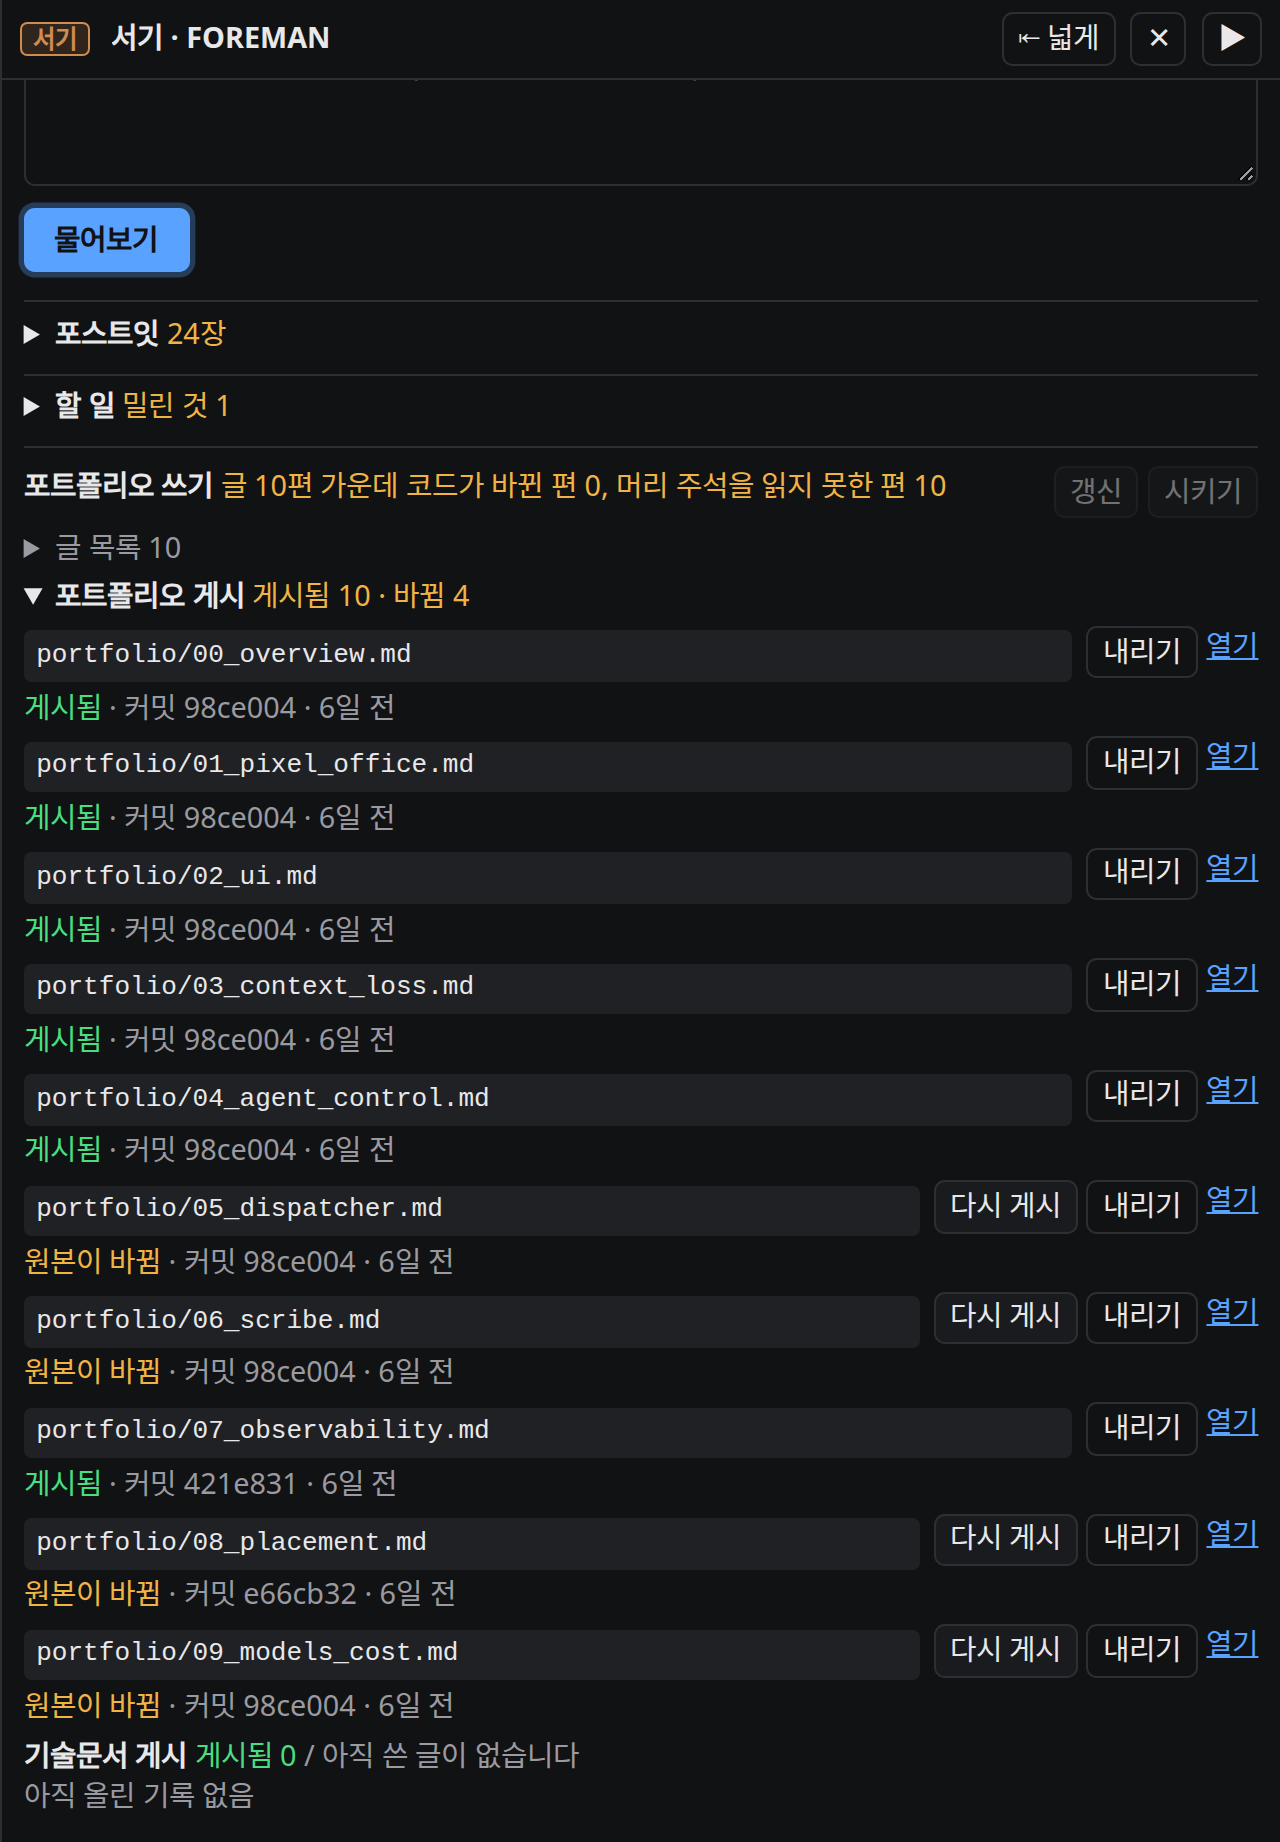 서기 서기 · FOREMAN ⇤ 넓게 ✕ ▶
물어보기
▶ 포스트잇 24장
▶ 할 일 밀린 것 1
포트폴리오 쓰기 글 10편 가운데 코드가 바뀐 편 0, 머리 주석을 읽지 못한 편 10 갱신 시키기
▶ 글 목록 10
▼ 포트폴리오 게시 게시됨 10 · 바뀜 4
portfolio/00_overview.md 내리기 열기
게시됨 · 커밋 98ce004 · 6일 전
portfolio/01_pixel_office.md 내리기 열기
게시됨 · 커밋 98ce004 · 6일 전
portfolio/02_ui.md 내리기 열기
게시됨 · 커밋 98ce004 · 6일 전
portfolio/03_context_loss.md 내리기 열기
게시됨 · 커밋 98ce004 · 6일 전
portfolio/04_agent_control.md 내리기 열기
게시됨 · 커밋 98ce004 · 6일 전
portfolio/05_dispatcher.md 다시 게시 내리기 열기
원본이 바뀜 · 커밋 98ce004 · 6일 전
portfolio/06_scribe.md 다시 게시 내리기 열기
원본이 바뀜 · 커밋 98ce004 · 6일 전
portfolio/07_observability.md 내리기 열기
게시됨 · 커밋 421e831 · 6일 전
portfolio/08_placement.md 다시 게시 내리기 열기
원본이 바뀜 · 커밋 e66cb32 · 6일 전
portfolio/09_models_cost.md 다시 게시 내리기 열기
원본이 바뀜 · 커밋 98ce004 · 6일 전
기술문서 게시 게시됨 0 / 아직 쓴 글이 없습니다
아직 올린 기록 없음